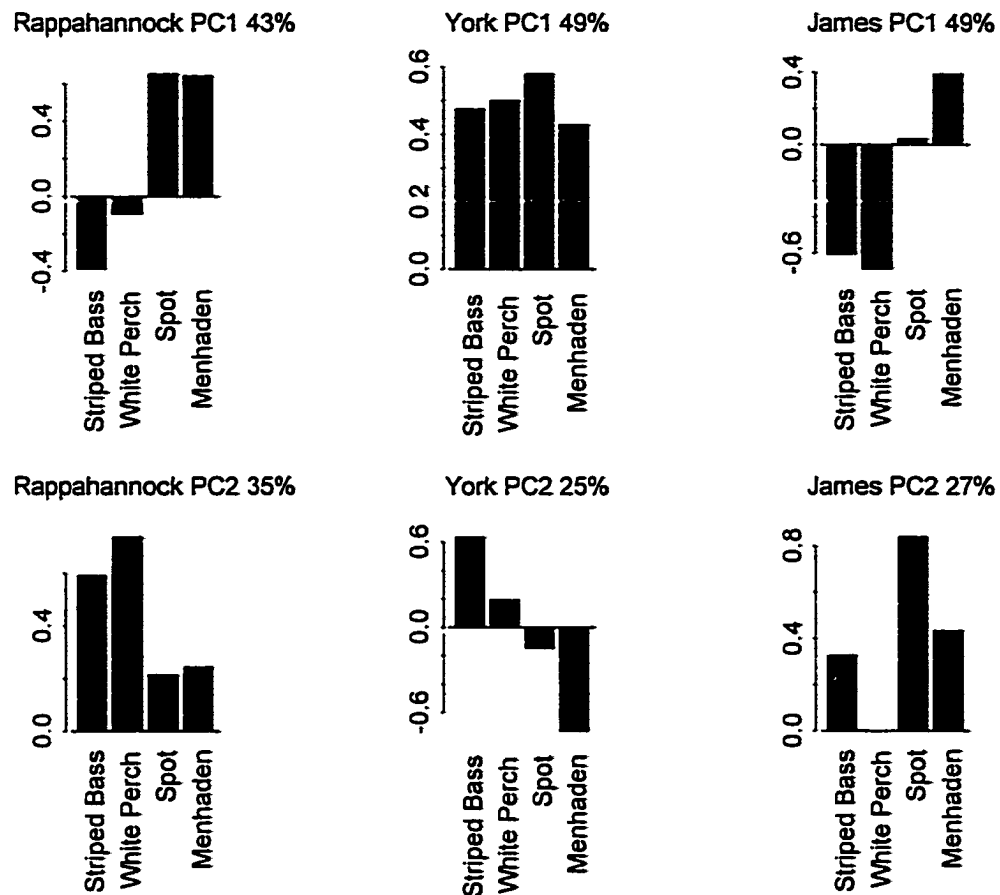 Rappahannock PC1 43%
0.4
0.0
-0.4
Striped Bass
White Perch
Spot
Menhaden
York PC1 49%
0.6
0.4
0.2
0.0
Striped Bass
White Perch
Spot
Menhaden
James PC1 49%
0.4
0.0
-0.6
Striped Bass
White Perch
Spot
Menhaden
Rappahannock PC2 35%
0.4
0.0
Striped Bass
White Perch
Spot
Menhaden
York PC2 25%
0.6
0.0
-0.6
Striped Bass
White Perch
Spot
Menhaden
James PC2 27%
0.8
0.4
0.0
Striped Bass
White Perch
Spot
Menhaden